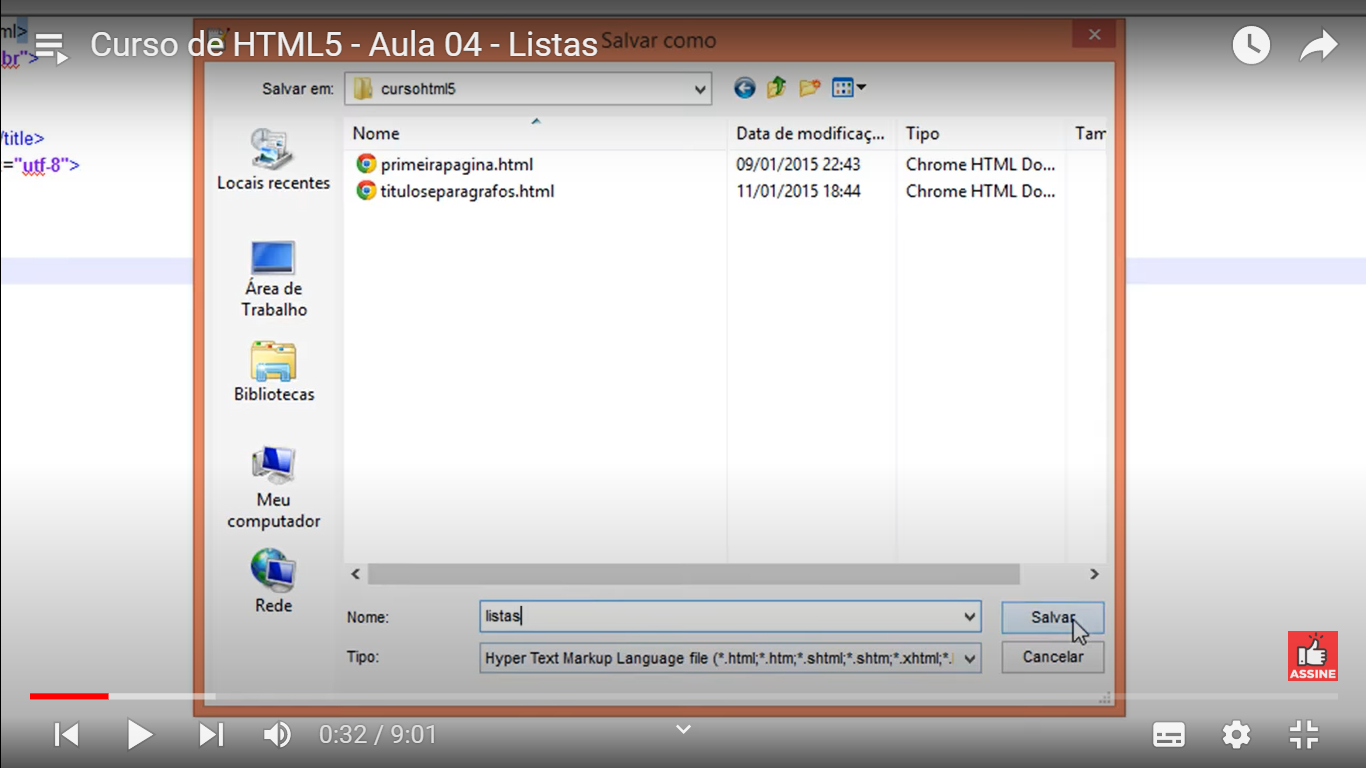 ml>
Curso de HTML5 - Aula 04 - Listas
Salvar como
br">
Salvar em:
cursohtml5
/title>
="utf-8">
Nome
Data de modificaç...
Tipo
Tam
primeirapagina.html
09/01/2015 22:43
Chrome HTML Do...
tituloseparagrafos.html
11/01/2015 18:44
Chrome HTML Do...
Locais recentes
Área de
Trabalho
Bibliotecas
Meu
computador
Rede
Nome:
listas
Salvar
Tipo:
Hyper Text Markup Language file (*.html;*.htm;*.shtml;*.shtm;*.xhtml;*.
Cancelar
ASSINE
0:32 / 9:01